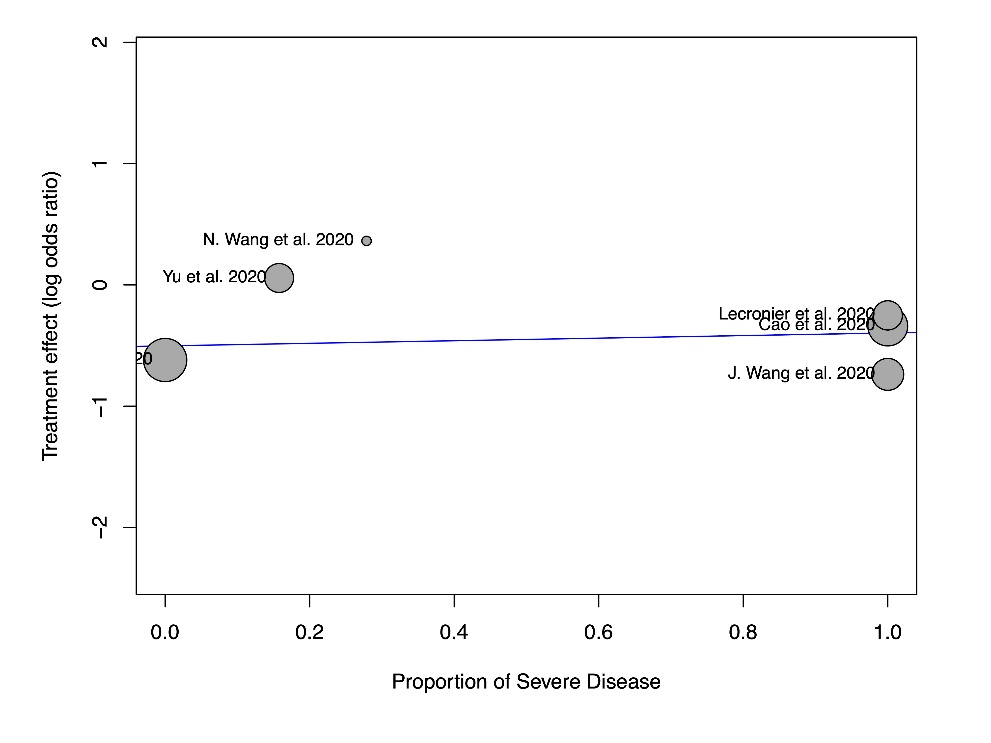 2
1
0
−1
−2
Treatment effect (log odds ratio)
N. Wang et al. 2020
Yu et al. 2020
20
Lecronier et al. 2020
Cao et al. 2020
J. Wang et al. 2020
0.0 0.2 0.4 0.6 0.8 1.0
Proportion of Severe Disease